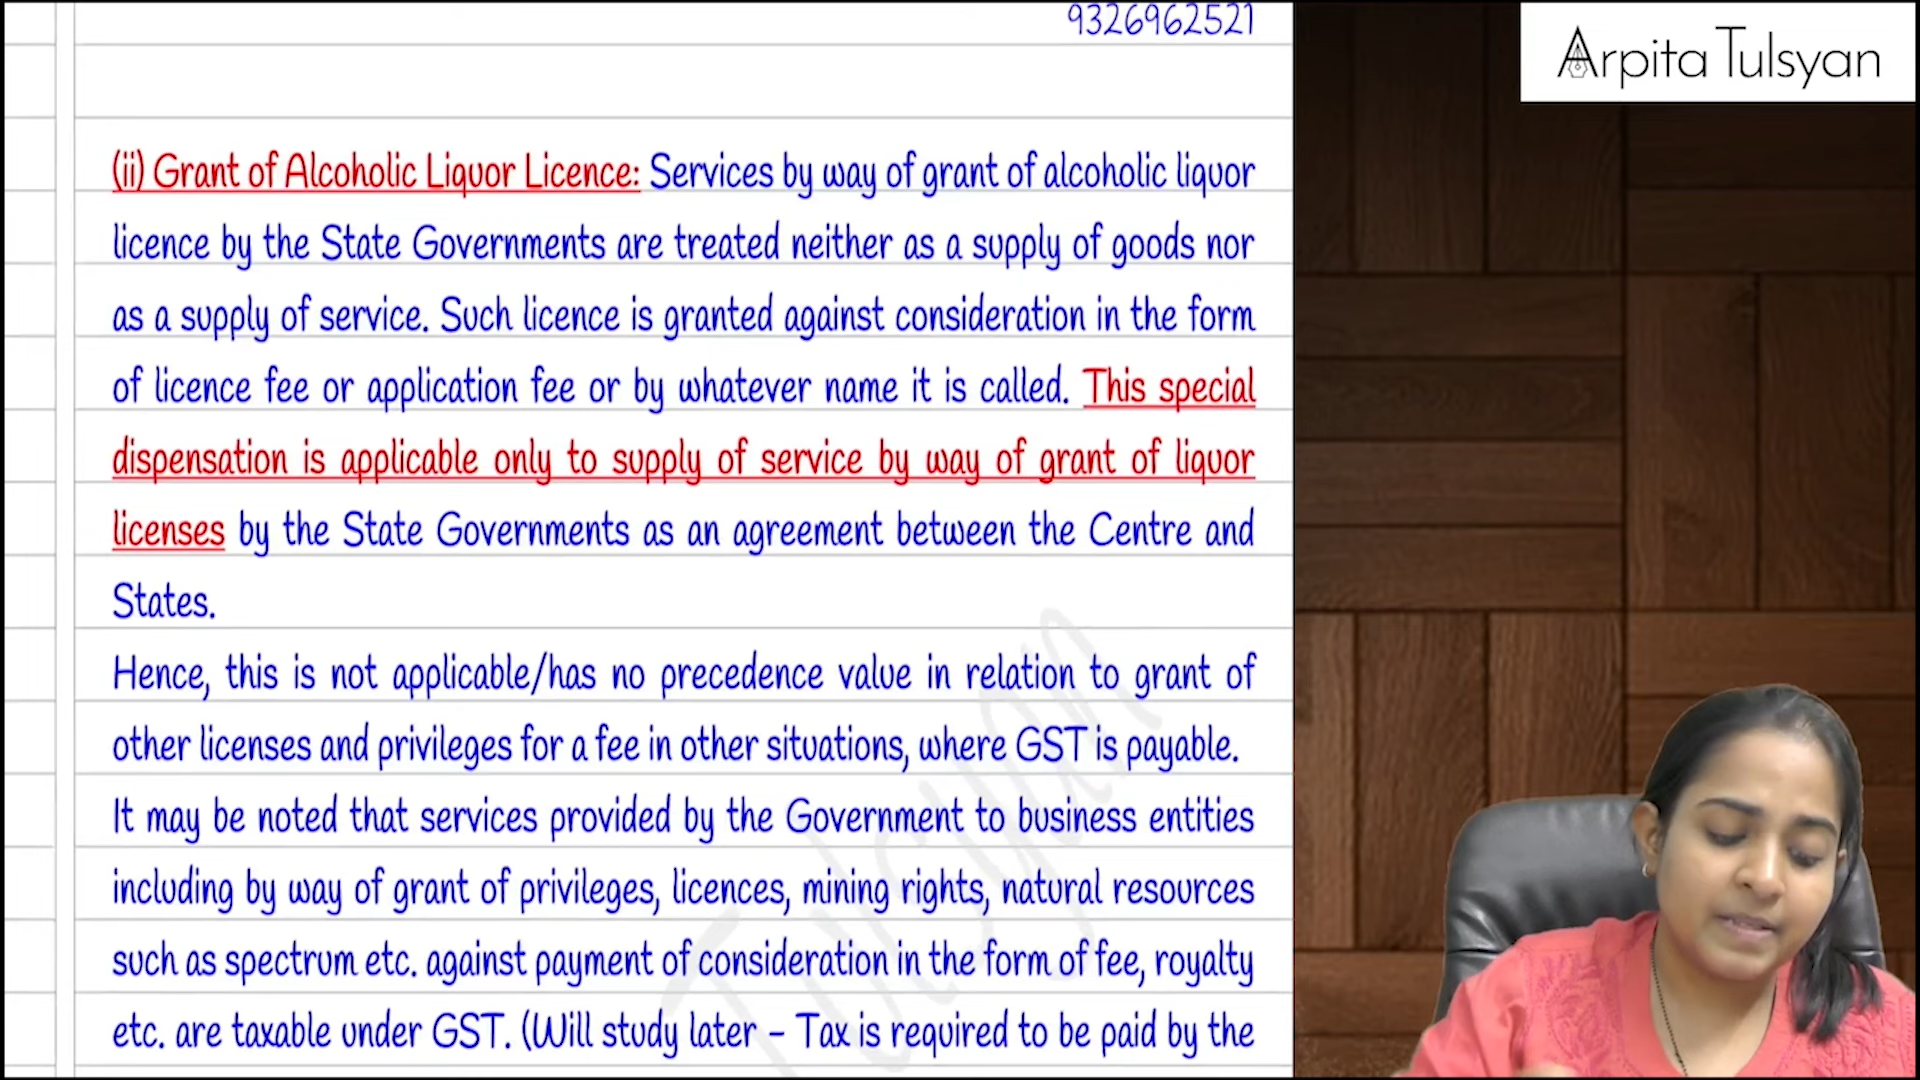 9326962521
Arpita Tulsyan
(ii) Grant of Alcoholic Liquor Licence: Services by way of grant of alcoholic liquor
licence by the State Governments are treated neither as a supply of goods nor
as a supply of service. Such licence is granted against consideration in the form
of licence fee or application fee or by whatever name it is called. This special
dispensation is applicable only to supply of service by way of grant of liquor
licenses by the State Governments as an agreement between the Centre and
States.
Hence, this is not applicable/has no precedence value in relation to grant of
other licenses and privileges for a fee in other situations, where GST is payable.
It may be noted that services provided by the Government to business entities
including by way of grant of privileges, licences, mining rights, natural resources
such as spectrum etc. against payment of consideration in the form of fee, royalty
etc. are taxable under GST. (Will study later – Tax is required to be paid by the
Tulsyan